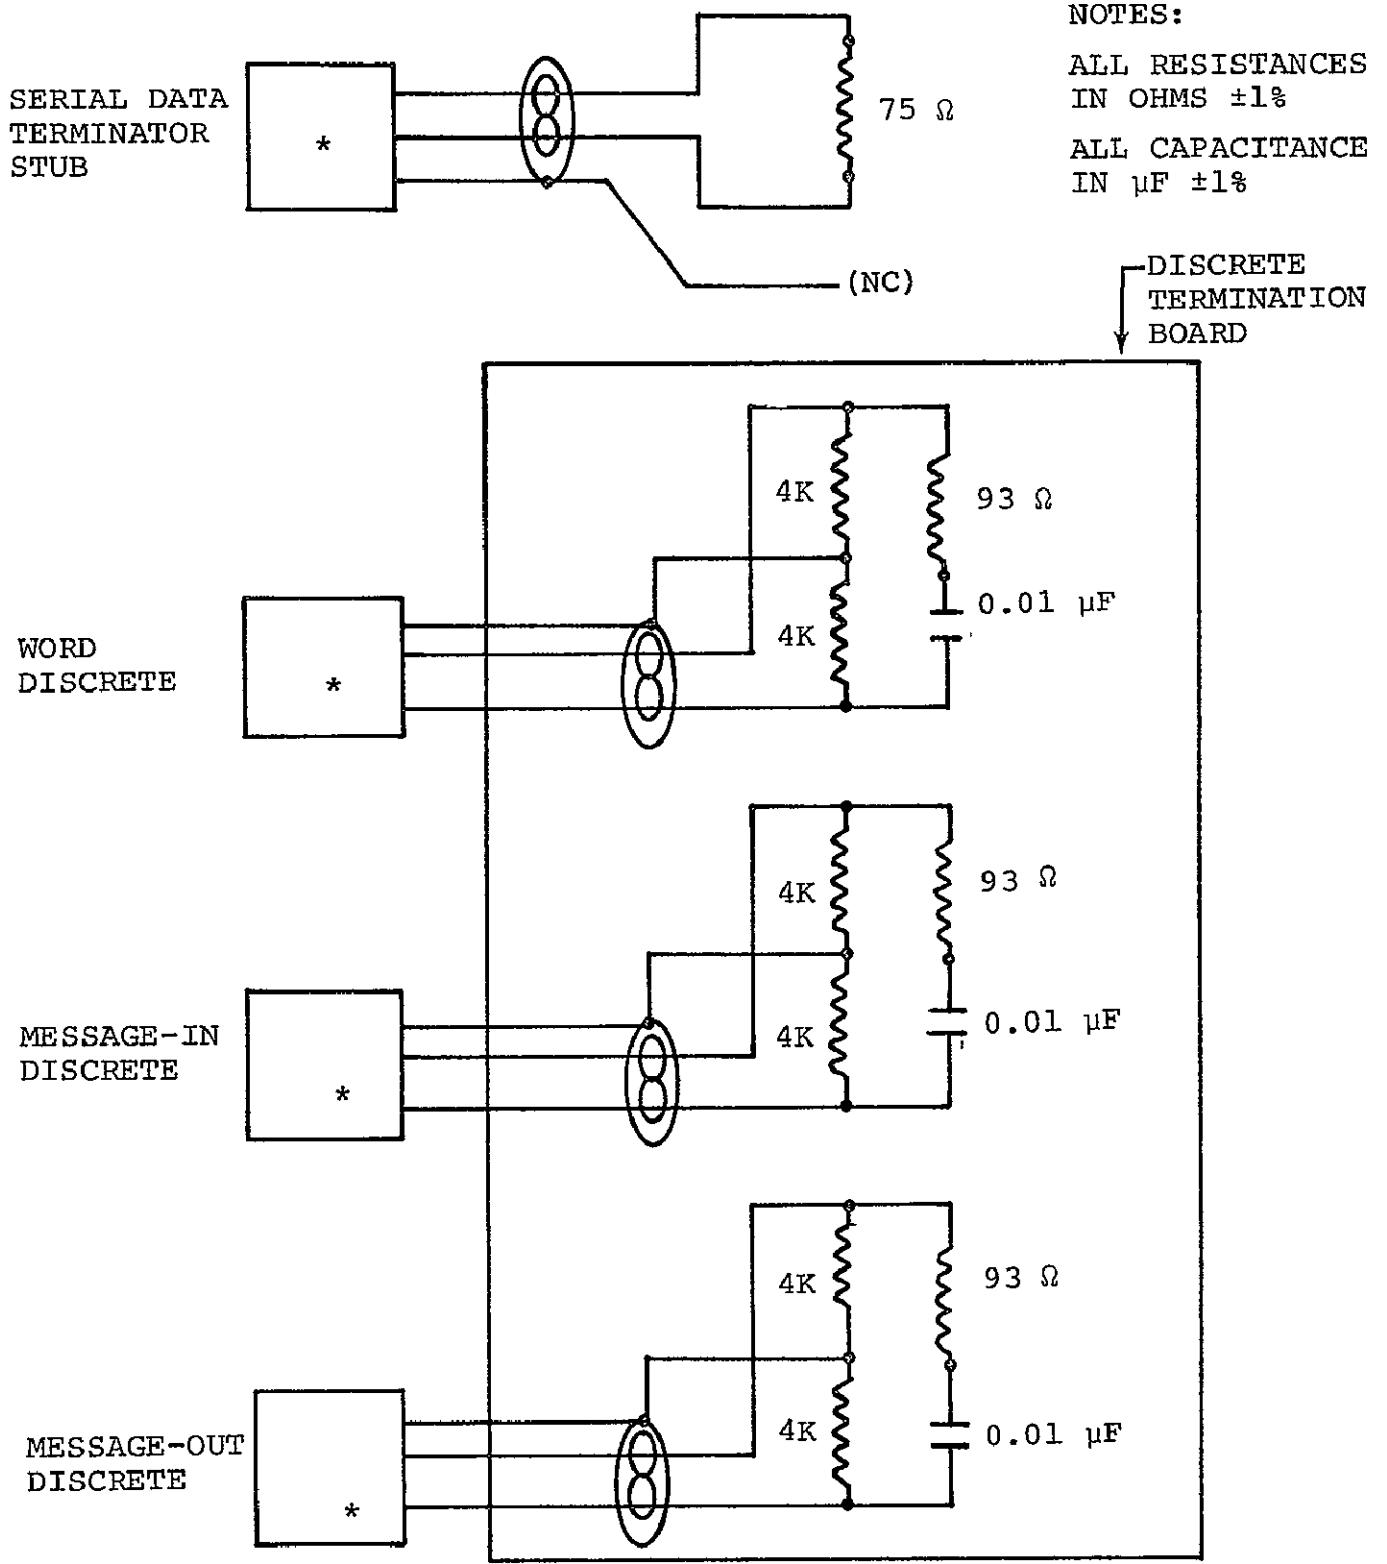 NOTES:
ALL RESISTANCES
IN OHMS ±1%
ALL CAPACITANCE
IN µF ±1%
SERIAL DATA
TERMINATOR
STUB
*
75 Ω
(NC)
DISCRETE
TERMINATION
BOARD
4K
93 Ω
0.01 µF
4K
WORD
DISCRETE
*
4K
93 Ω
0.01 µF
4K
MESSAGE-IN
DISCRETE
*
4K
93 Ω
4K
0.01 µF
MESSAGE-OUT
DISCRETE
*